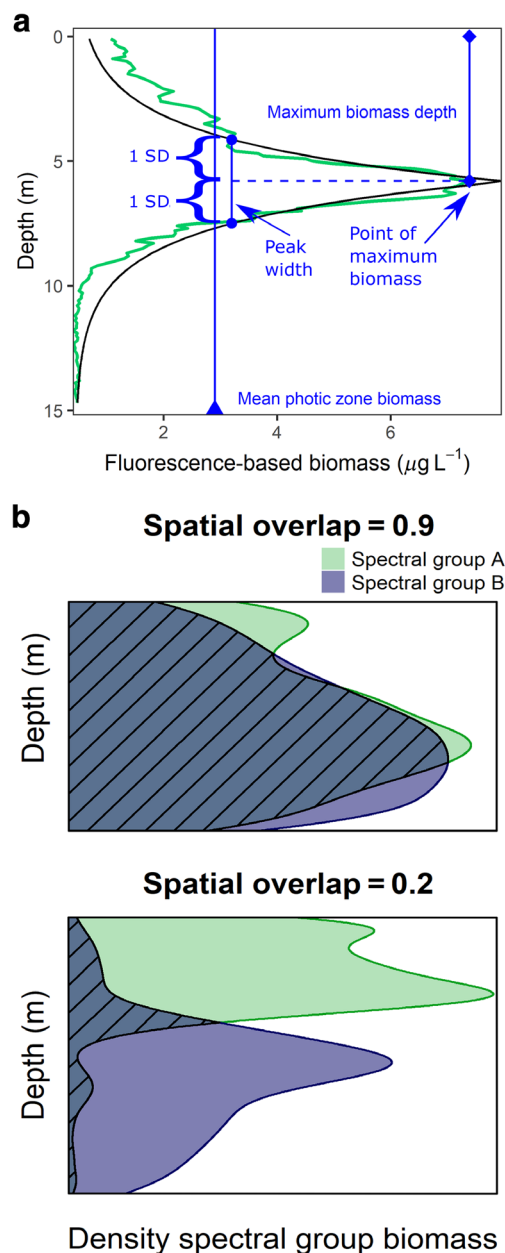 a
0
Maximum biomass depth
1 SD
5
1 SD
Depth (m)
Peak
width
Point of
maximum
biomass
10
Mean photic zone biomass
15
2
4
6
Fluorescence-based biomass (μg L⁻¹)
b
Spatial overlap = 0.9
Spectral group A
Spectral group B
Depth (m)
Spatial overlap = 0.2
Depth (m)
Density spectral group biomass